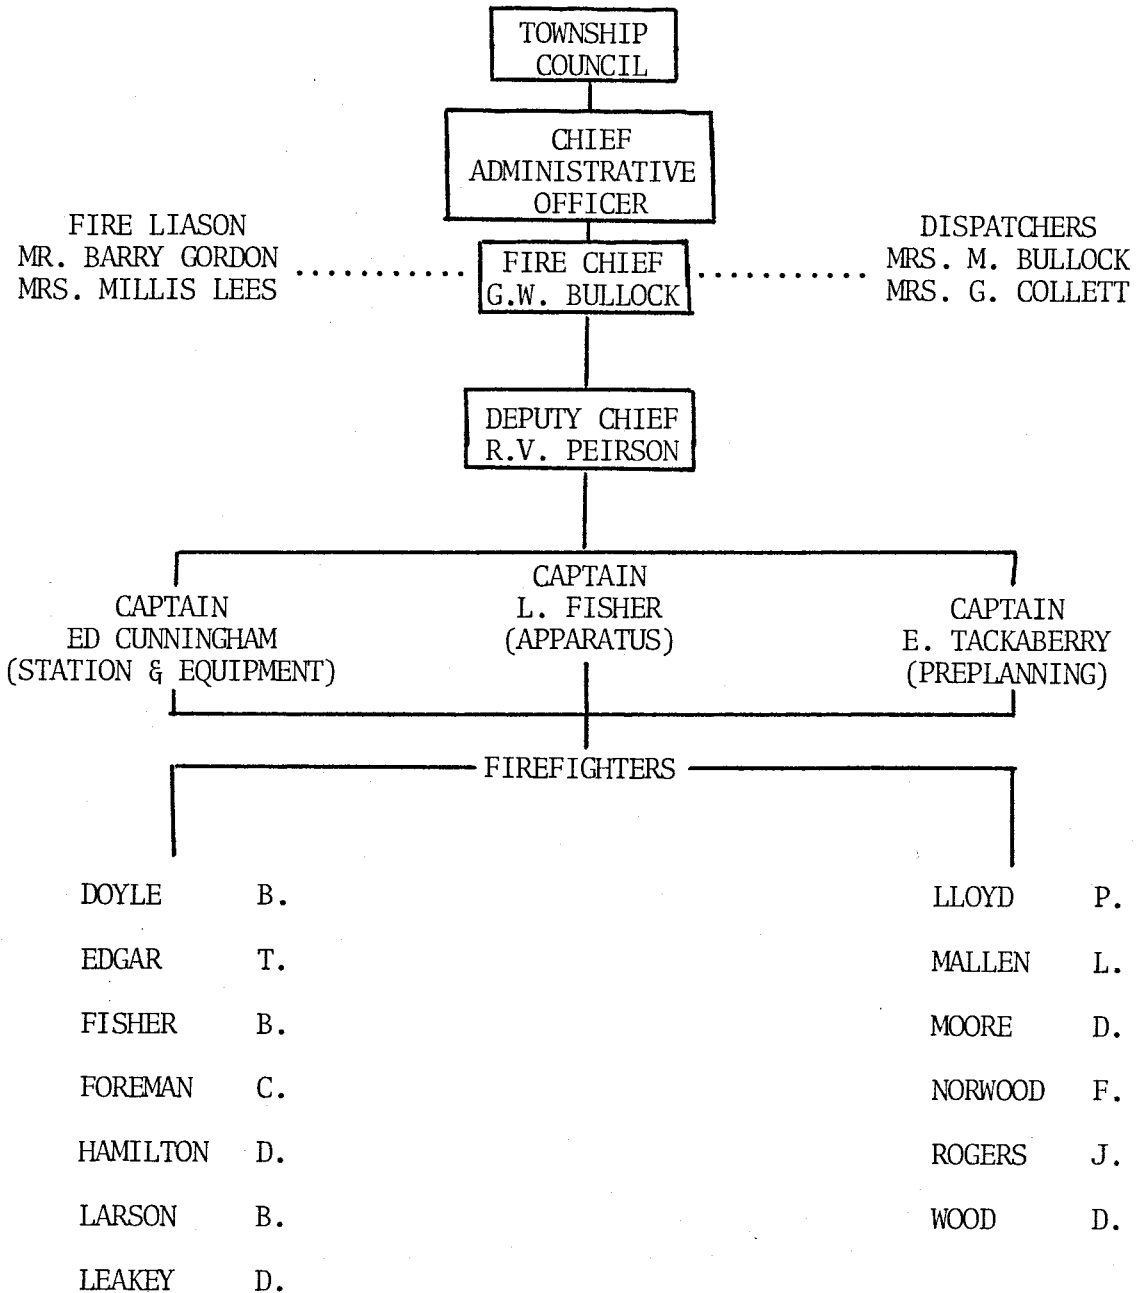 TOWNSHIP
COUNCIL
CHIEF
ADMINISTRATIVE
OFFICER
FIRE LIASON
MR. BARRY GORDON
MRS. MILLIS LEES
FIRE CHIEF
G.W. BULLOCK
DISPATCHERS
MRS. M. BULLOCK
MRS. G. COLLETT
DEPUTY CHIEF
R.V. PEIRSON
CAPTAIN
ED CUNNINGHAM
(STATION & EQUIPMENT)
CAPTAIN
L. FISHER
(APPARATUS)
CAPTAIN
E. TACKABERRY
(PREPLANNING)
FIREFIGHTERS
DOYLE B.
EDGAR T.
FISHER B.
FOREMAN C.
HAMILTON D.
LARSON B.
LEAKEY D.
LLOYD P.
MALLEN L.
MOORE D.
NORWOOD F.
ROGERS J.
WOOD D.